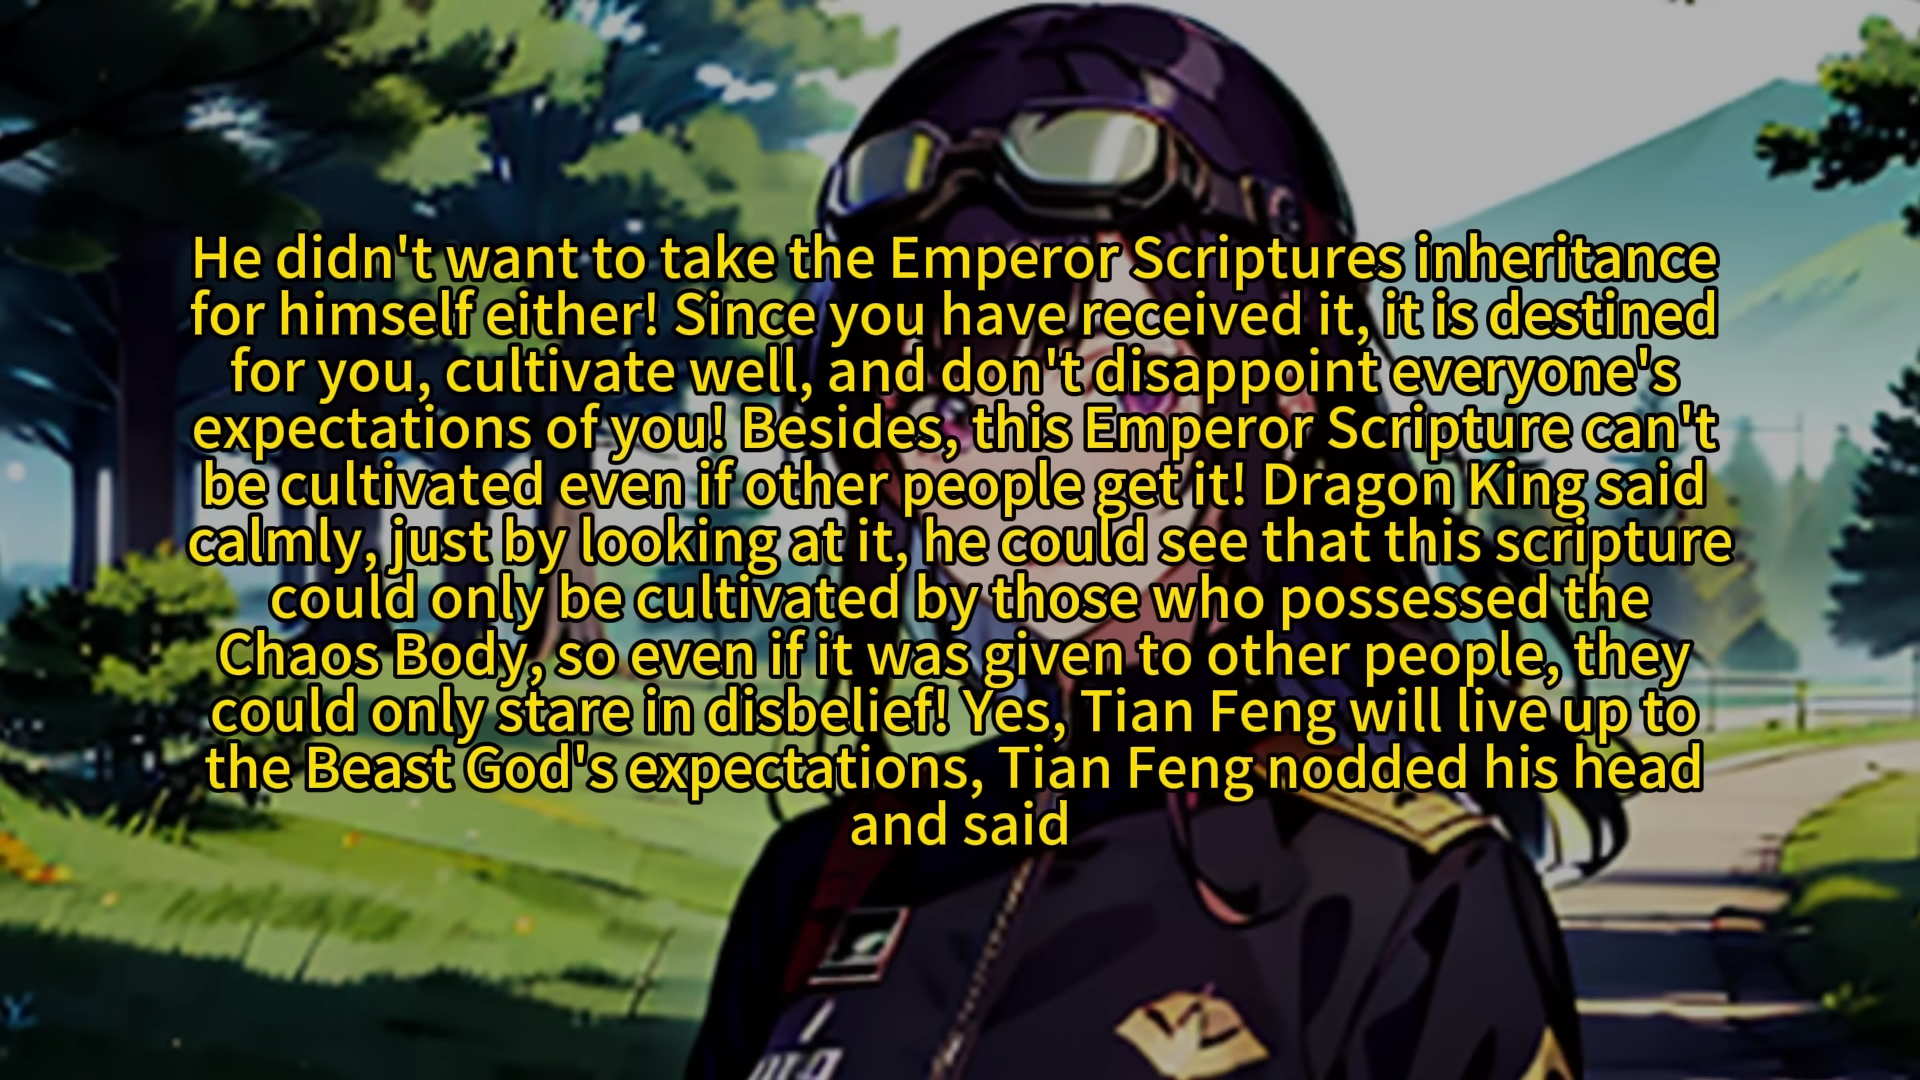 He didn't want to take the Emperor Scriptures inheritance
for himself either! Since you have received it, it is destined
for you, cultivate well, and don't disappoint everyone's
expectations of you! Besides, this Emperor Scripture can't
be cultivated even if other people get it! Dragon King said
calmly, just by looking at it, he could see that this scripture
could only be cultivated by those who possessed the
Chaos Body, so even if it was given to other people, they
could only stare in disbelief! Yes, Tian Feng will live up to
the Beast God's expectations, Tian Feng nodded his head
and said